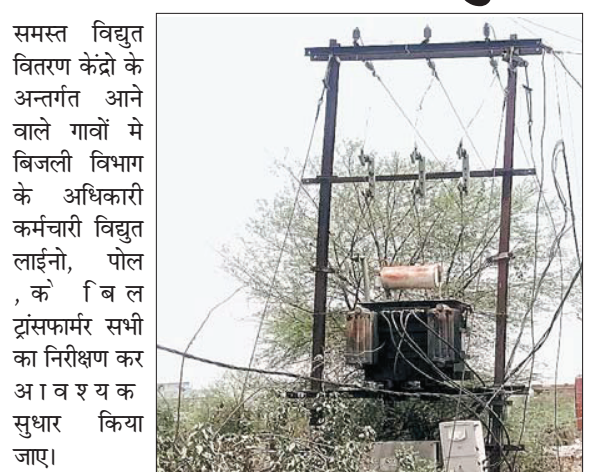 समस्त विद्युत
वितरण केंद्रो के
अन्तर्गत आने
वाले गावों मे
बिजली विभाग
के अधिकारी
कर्मचारी विद्युत
लाईनो, पोल
, के बिल
ट्रांसफार्मर सभी
का निरीक्षण कर
आवश्यक
सुधार किया
जाए।